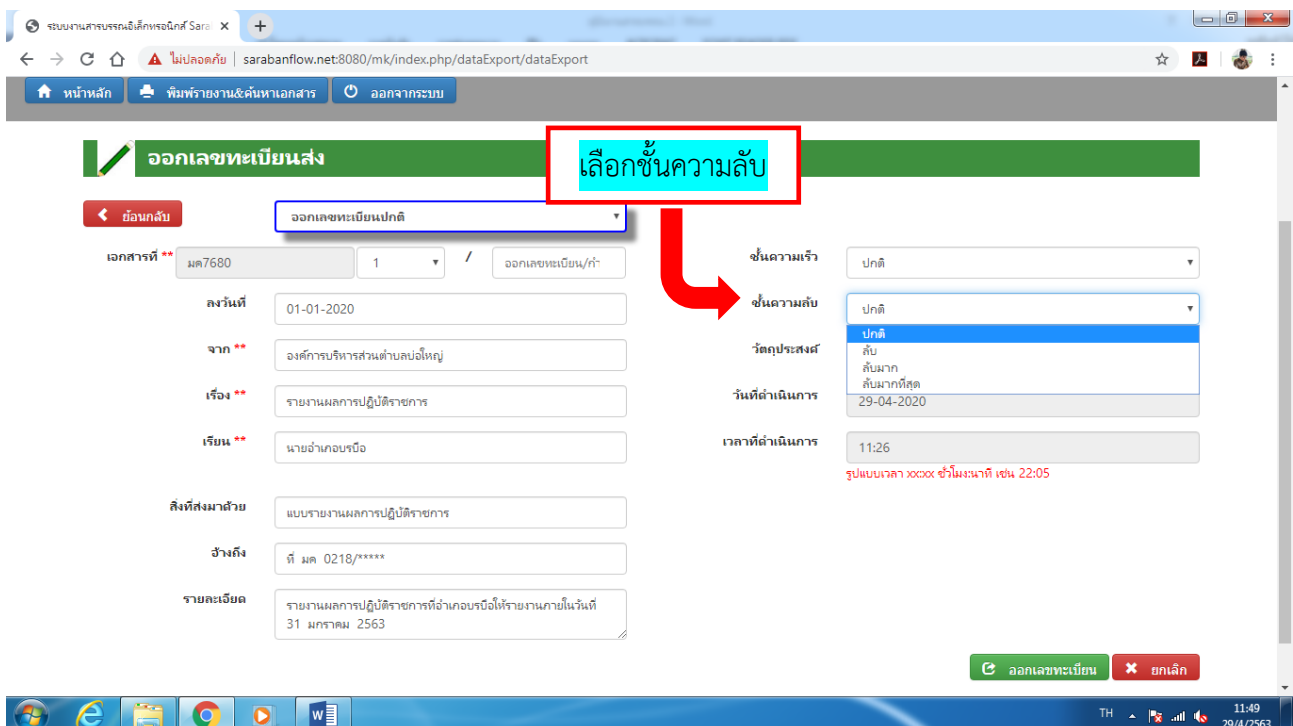 ระบบงานสารบรรณอิเล็กทรอนิกส์ Sara
ไม่ปลอดภัย | sarabanflow.net:8080/mk/index.php/dataExport/dataExport
หน้าหลัก พิมพ์รายงาน&ค้นหาเอกสาร ออกจากระบบ
ออกเลขทะเบียนส่ง
เลือกชั้นความลับ
ย้อนกลับ ออกเลขทะเบียนปกติ
เอกสารที่ ** มค7680 1 / ออกเลขทะเบียน/กำ
ชั้นความเร็ว ปกติ
ลงวันที่ 01-01-2020
ชั้นความลับ ปกติ
ปกติ
ลับ
ลับมาก
ลับมากที่สุด
จาก ** องค์การบริหารส่วนตำบลบ่อใหญ่
วัตถุประสงค์
เรื่อง ** รายงานผลการปฏิบัติราชการ
วันที่ดำเนินการ 29-04-2020
เรียน ** นายอำเภอบรบือ
เวลาที่ดำเนินการ 11:26
รูปแบบเวลา xx:xx ชั่วโมง:นาที เช่น 22:05
สิ่งที่ส่งมาด้วย แบบรายงานผลการปฏิบัติราชการ
อ้างถึง ที่ มค 0218/*****
รายละเอียด รายงานผลการปฏิบัติราชการที่อำเภอบรบือให้รายงานภายในวันที่
31 มกราคม 2563
ออกเลขทะเบียน ยกเลิก
TH 11:49
29/4/2563